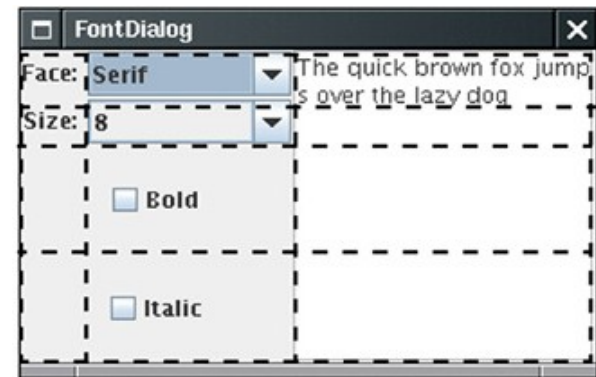 FontDialog
Face: Serif
The quick brown fox jump
s over the lazy dog
Size: 8
Bold
Italic